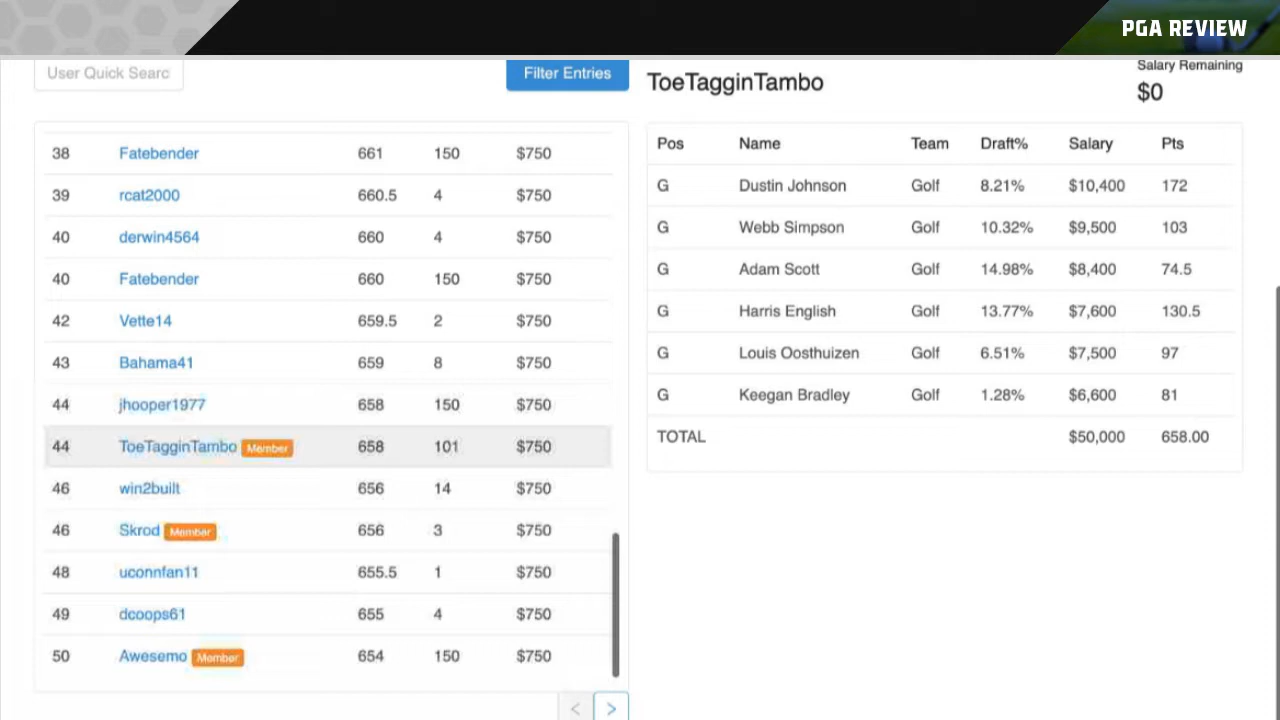 PGA REVIEW
User Quick Searc
Filter Entries
38 Fatebender 661 150 $750
39 rcat2000 660.5 4 $750
40 derwin4564 660 4 $750
40 Fatebender 660 150 $750
42 Vette14 659.5 2 $750
43 Bahama41 659 8 $750
44 jhooper1977 658 150 $750
44 ToeTagginTambo Member 658 101 $750
46 win2built 656 14 $750
46 Skrod Member 656 3 $750
48 uconnfan11 655.5 1 $750
49 dcoops61 655 4 $750
50 Awesemo Member 654 150 $750
< >
ToeTagginTambo
Salary Remaining
$0
Pos Name Team Draft% Salary Pts
G Dustin Johnson Golf 8.21% $10,400 172
G Webb Simpson Golf 10.32% $9,500 103
G Adam Scott Golf 14.98% $8,400 74.5
G Harris English Golf 13.77% $7,600 130.5
G Louis Oosthuizen Golf 6.51% $7,500 97
G Keegan Bradley Golf 1.28% $6,600 81
TOTAL $50,000 658.00